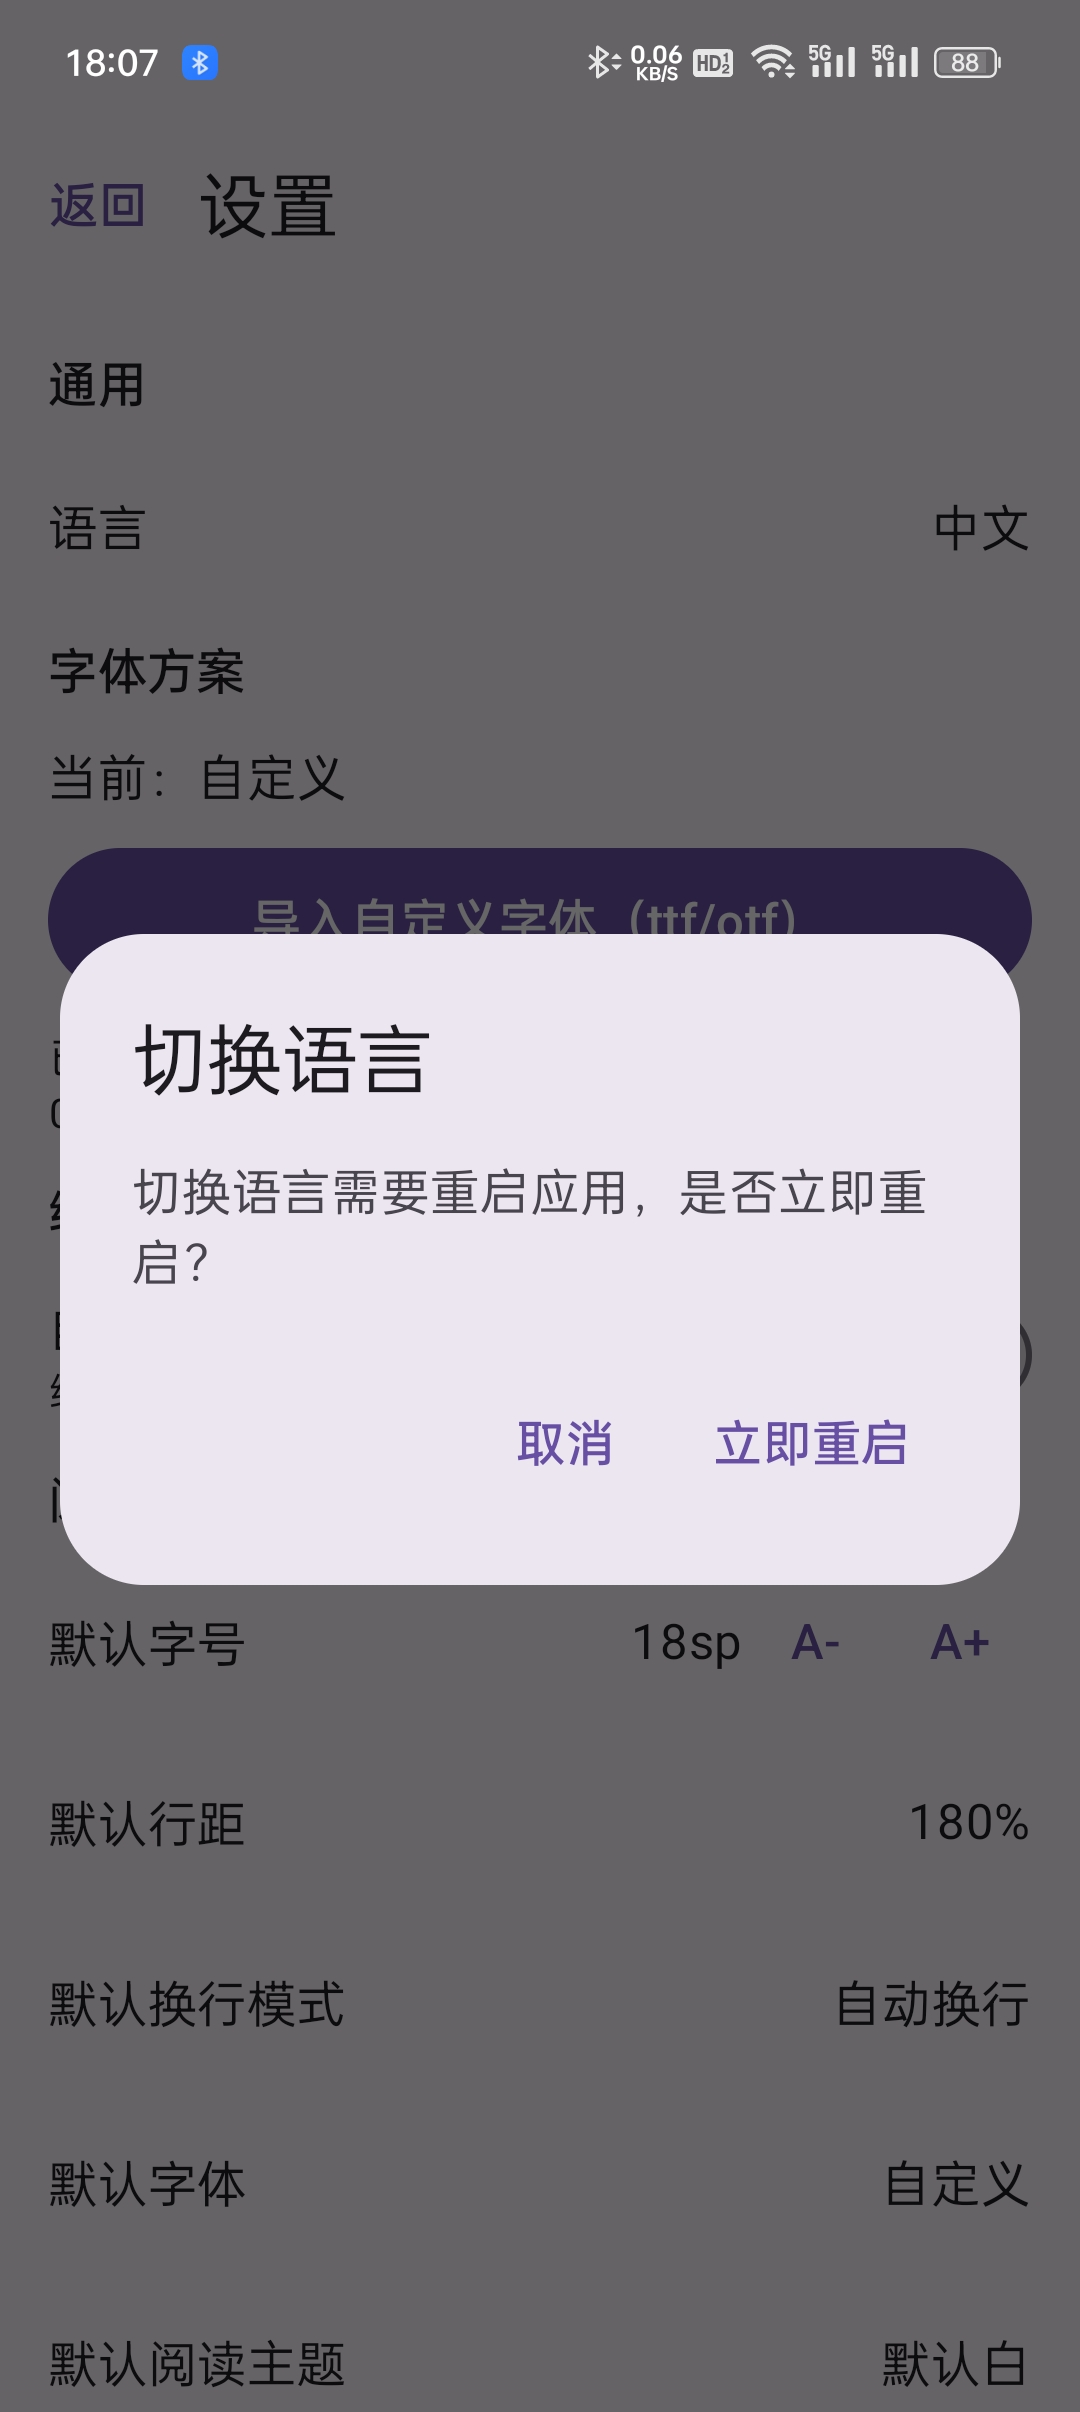 18:07
0.06 KB/S HD 1 2 5G 5G 88
返回 设置
通用
语言 中文
字体方案
当前：自定义
导入自定义字体（ttf/otf）
切换语言
切换语言需要重启应用，是否立即重
启？
取消 立即重启
默认字号 18sp A- A+
默认行距 180%
默认换行模式 自动换行
默认字体 自定义
默认阅读主题 默认白